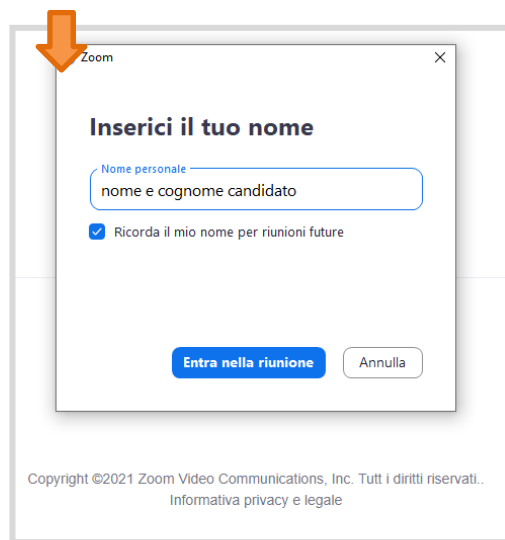 Zoom
Inserici il tuo nome
Nome personale
nome e cognome candidato
Ricorda il mio nome per riunioni future
Entra nella riunione
Annulla
Copyright ©2021 Zoom Video Communications, Inc. Tutt i diritti riservati..
Informativa privacy e legale